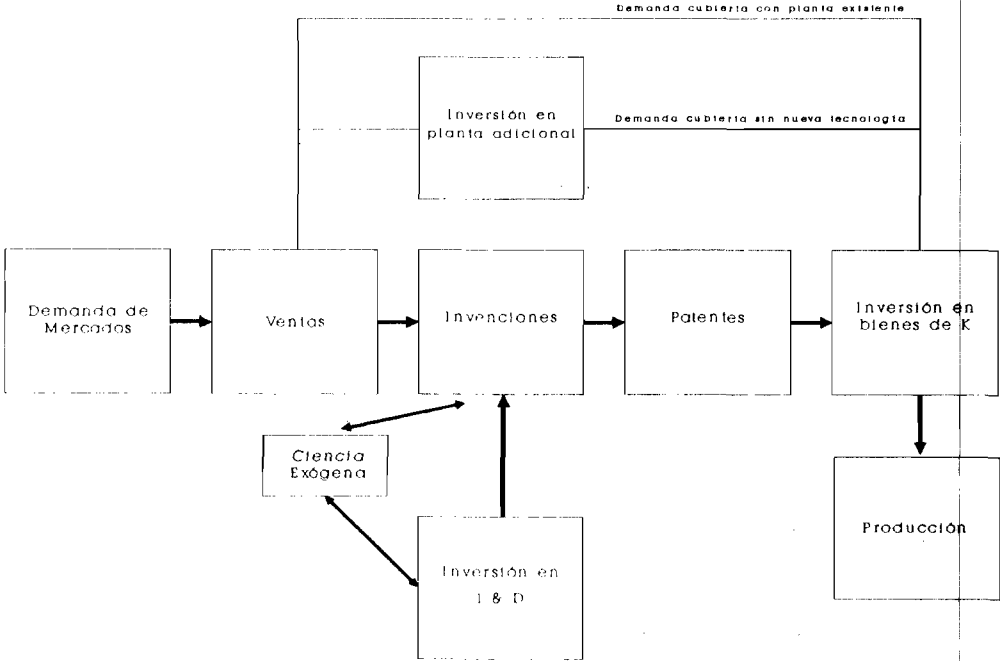 Demanda cubierta con planta existente
Inversión en
planta adicional
Demanda cubierta sin nueva tecnología
Demanda de
Mercados
Ventas
Invenciones
Patentes
Inversión en
bienes de K
Ciencia
Exógena
Inversión en
I & D
Producción